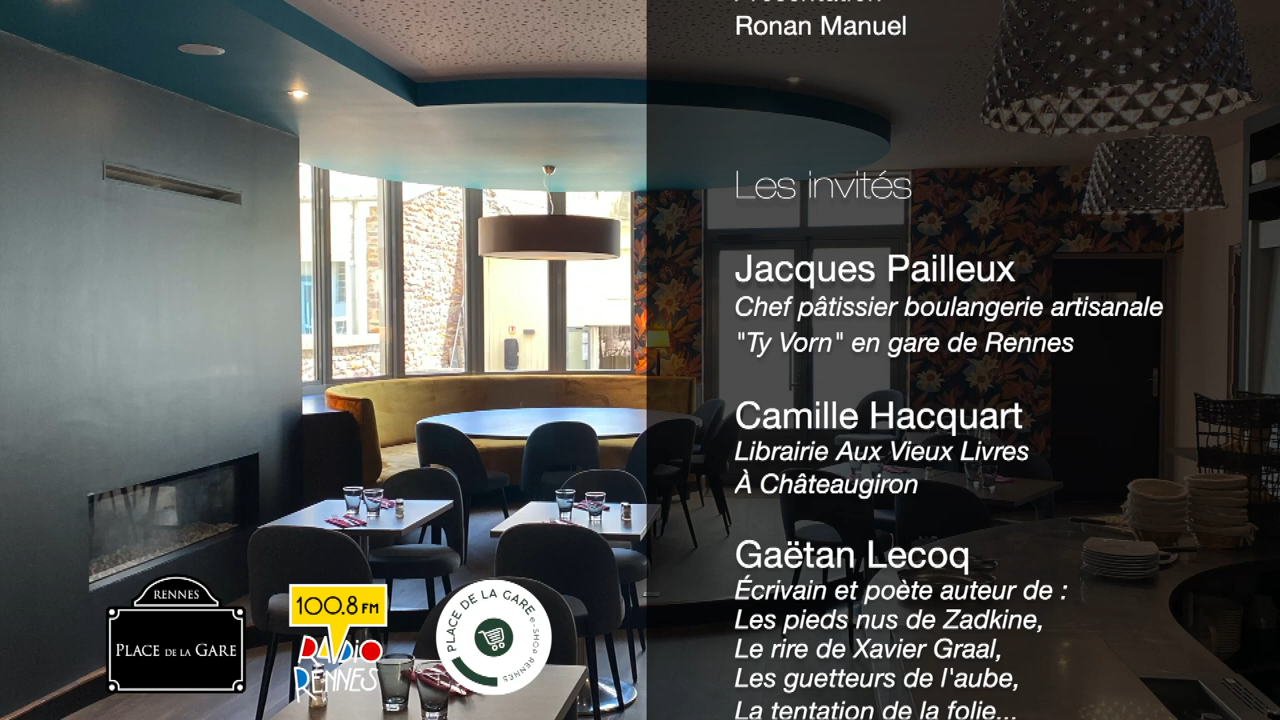 Présentation
Ronan Manuel
Les invités
Jacques Pailleux
Chef pâtissier boulangerie artisanale
"Ty Vorn" en gare de Rennes
Camille Hacquart
Librairie Aux Vieux Livres
À Châteaugiron
Gaëtan Lecoq
Écrivain et poète auteur de :
Les pieds nus de Zadkine,
Le rire de Xavier Graal,
Les guetteurs de l'aube,
La tentation de la folie...
RENNES
PLACE DE LA GARE
100.8 FM
RADIO
RENNES
PLACE DE LA GARE e-SHOP RENNES